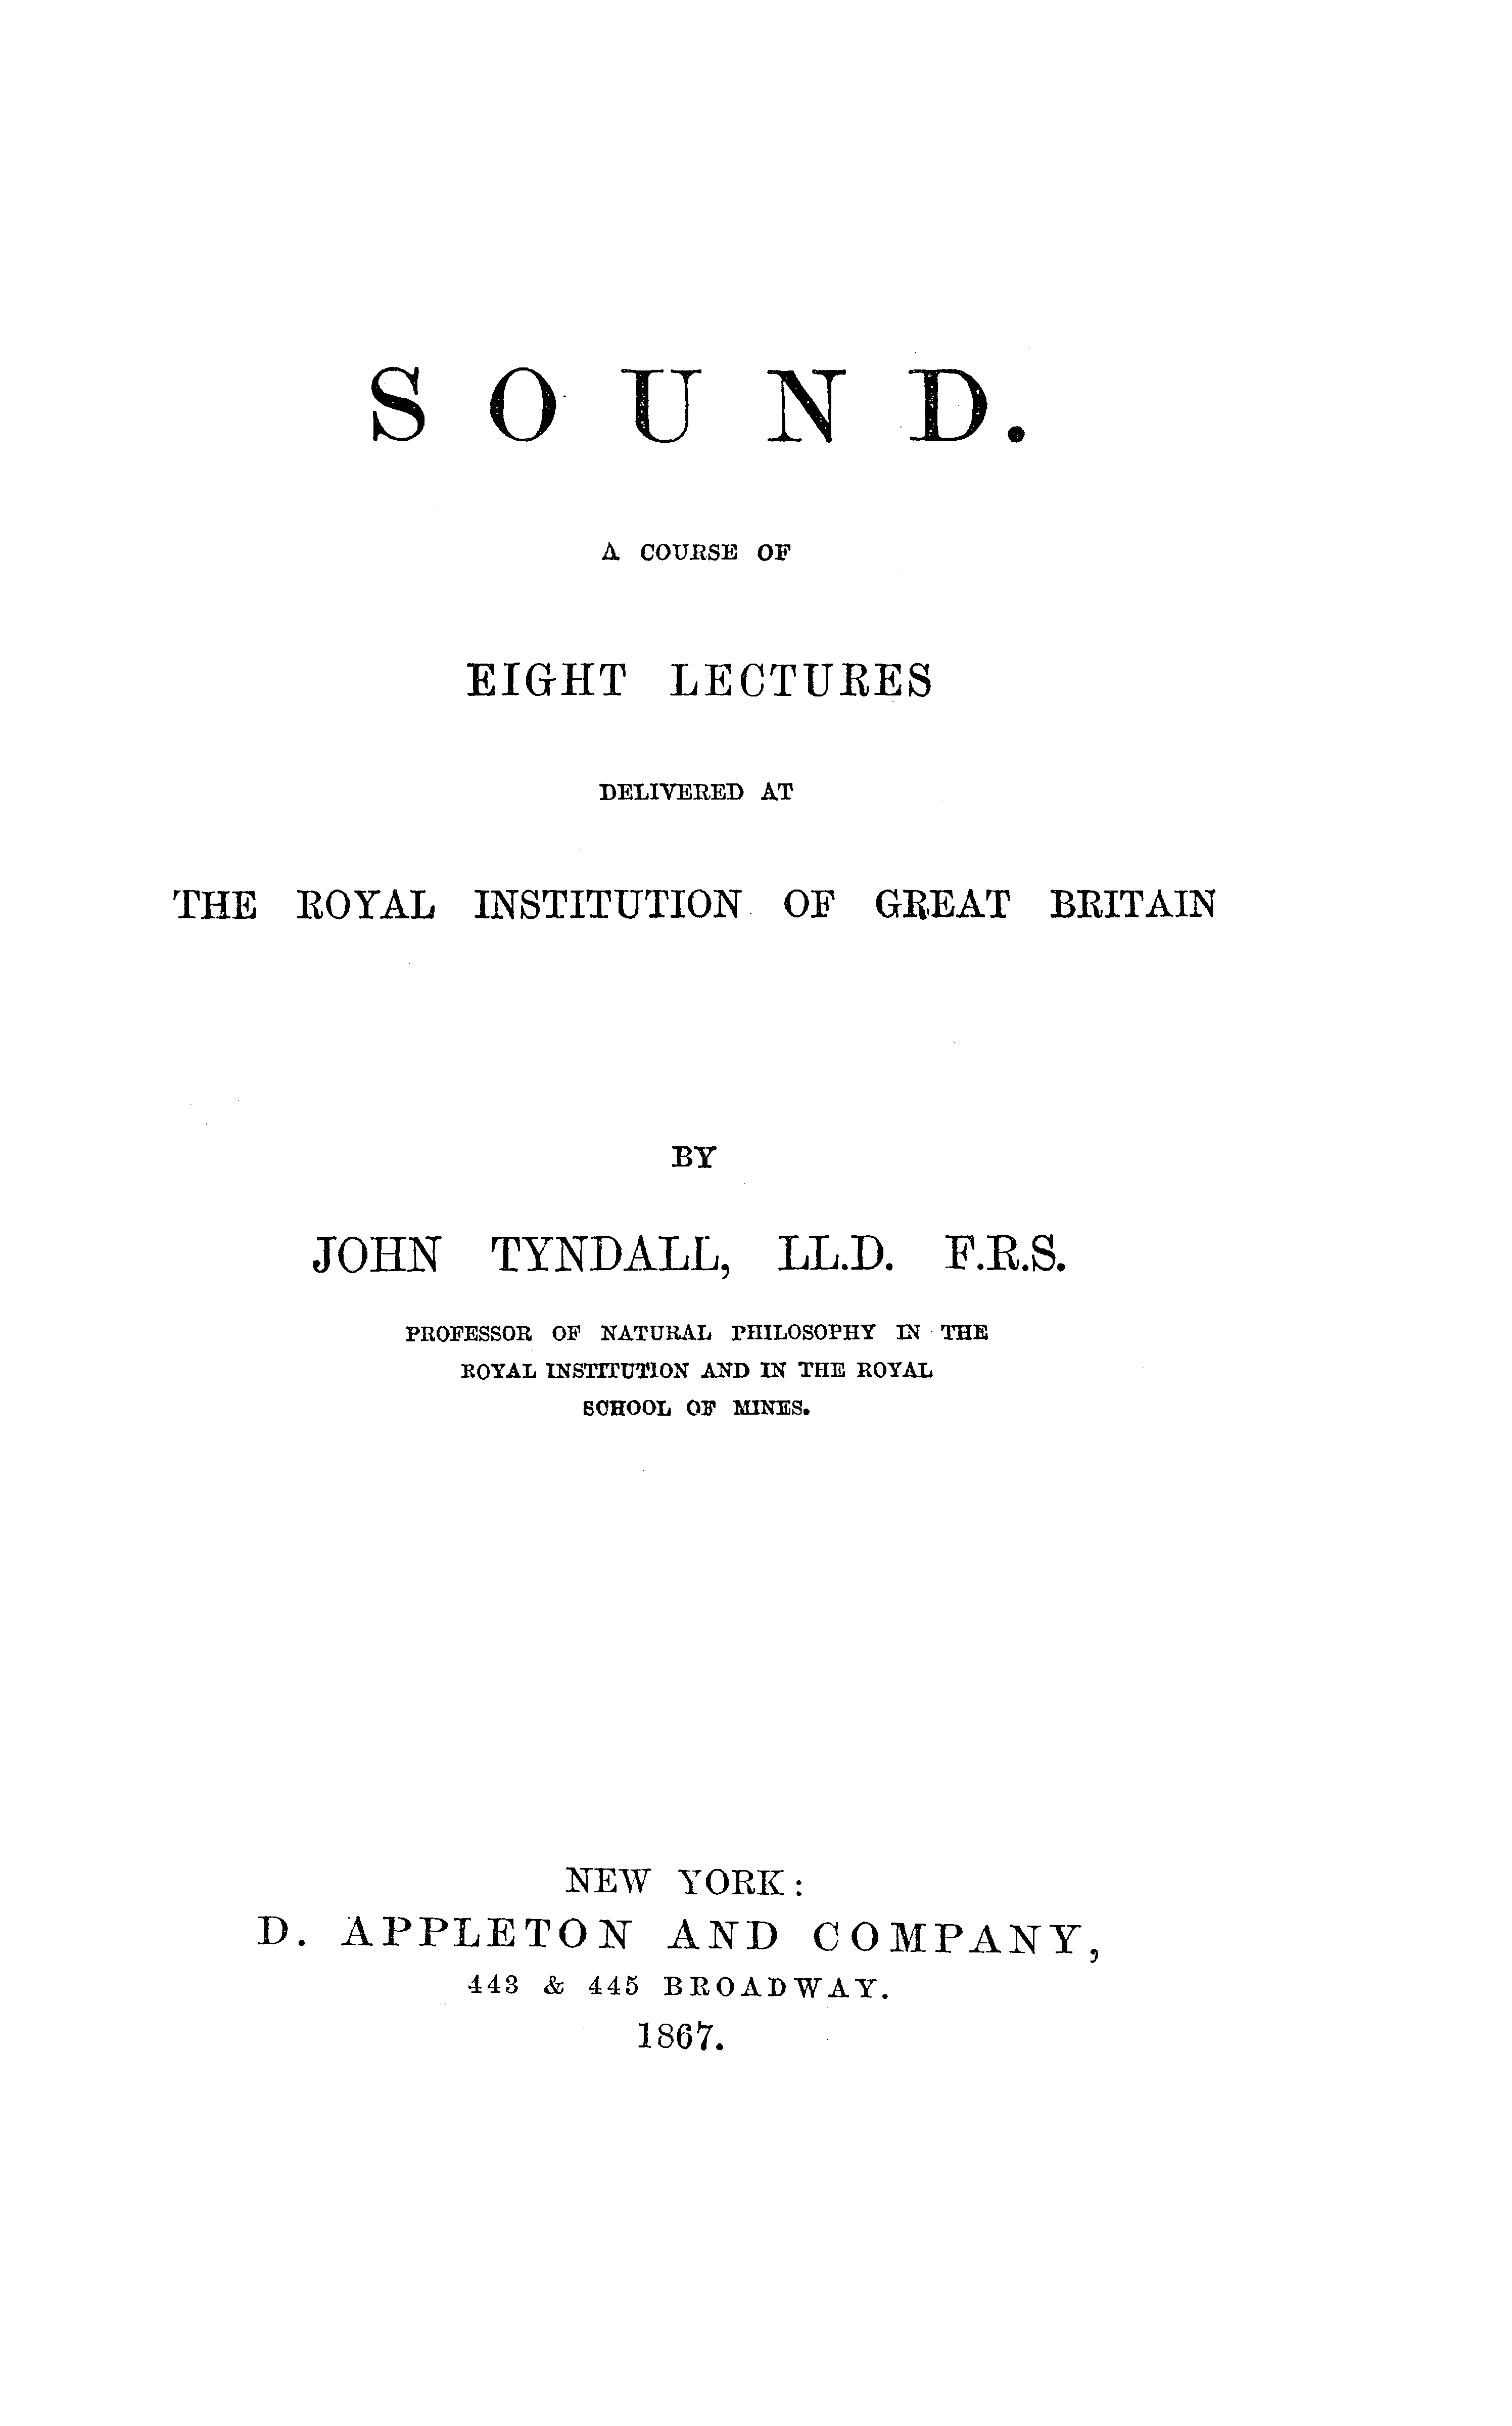 SOUND.
A COURSE OF
EIGHT LECTURES
DELIVERED AT
THE ROYAL INSTITUTION OF GREAT BRITAIN
BY
JOHN TYNDALL, LL.D. F.R.S.
PROFESSOR OF NATURAL PHILOSOPHY IN THE
ROYAL INSTITUTION AND IN THE ROYAL
SCHOOL OF MINES.
NEW YORK:
D. APPLETON AND COMPANY,
443 & 445 BROADWAY.
1867.